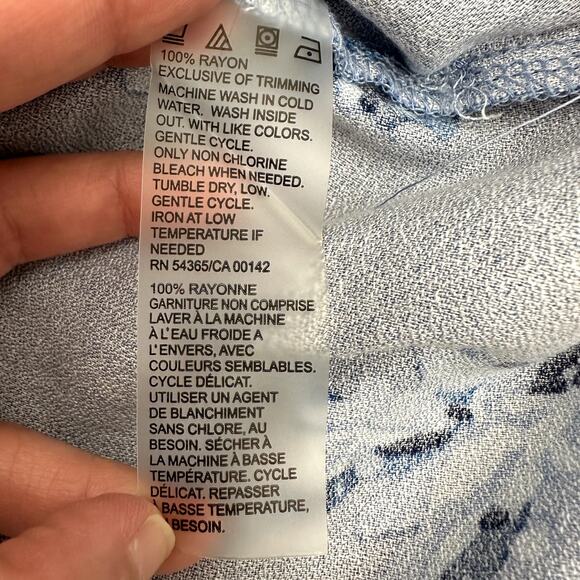 100% RAYON
EXCLUSIVE OF TRIMMING
MACHINE WASH IN COLD
WATER. WASH INSIDE
OUT. WITH LIKE COLORS.
GENTLE CYCLE.
ONLY NON CHLORINE
BLEACH WHEN NEEDED.
TUMBLE DRY, LOW.
GENTLE CYCLE.
IRON AT LOW
TEMPERATURE IF
NEEDED
RN 54365/CA 00142
100% RAYONNE
GARNITURE NON COMPRISE
LAVER À LA MACHINE
À L'EAU FROIDE A
L'ENVERS, AVEC
COULEURS SEMBLABLES.
CYCLE DÉLICAT.
UTILISER UN AGENT
DE BLANCHIMENT
SANS CHLORE, AU
BESOIN. SÉCHER À
LA MACHINE À BASSE
TEMPÉRATURE. CYCLE
DÉLICAT. REPASSER
À BASSE TEMPERATURE,
BESOIN.